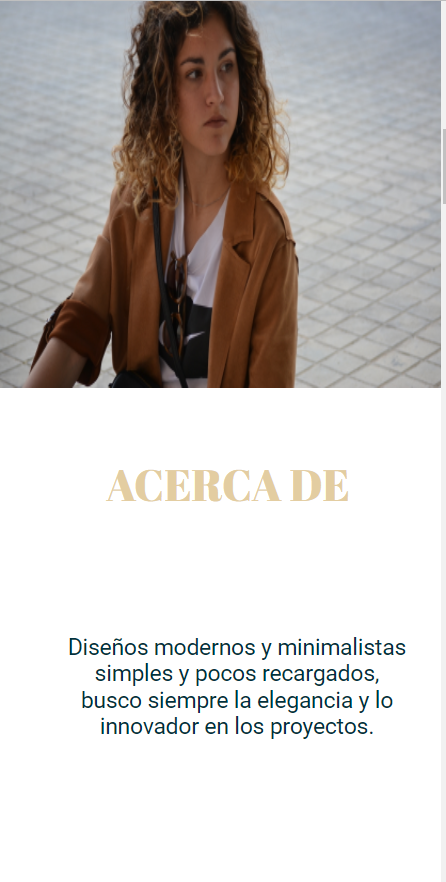 ACERCA DE
Diseños modernos y minimalistas
simples y pocos recargados,
busco siempre la elegancia y lo
innovador en los proyectos.